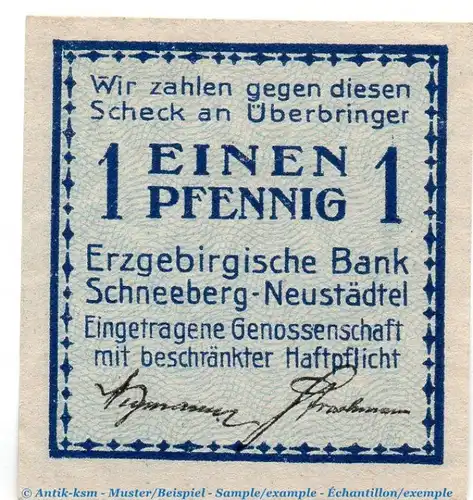 Wir zahlen gegen diesen
Scheck an Überbringer
1 EINEN 1
PFENNIG
Erzgebirgische Bank
Schneeberg-Neustädtel
Eingetragene Genossenschaft
mit beschränkter Haftpflicht
© Antik-ksm - Muster/Beispiel - Sample/example - Échantillon/exemple